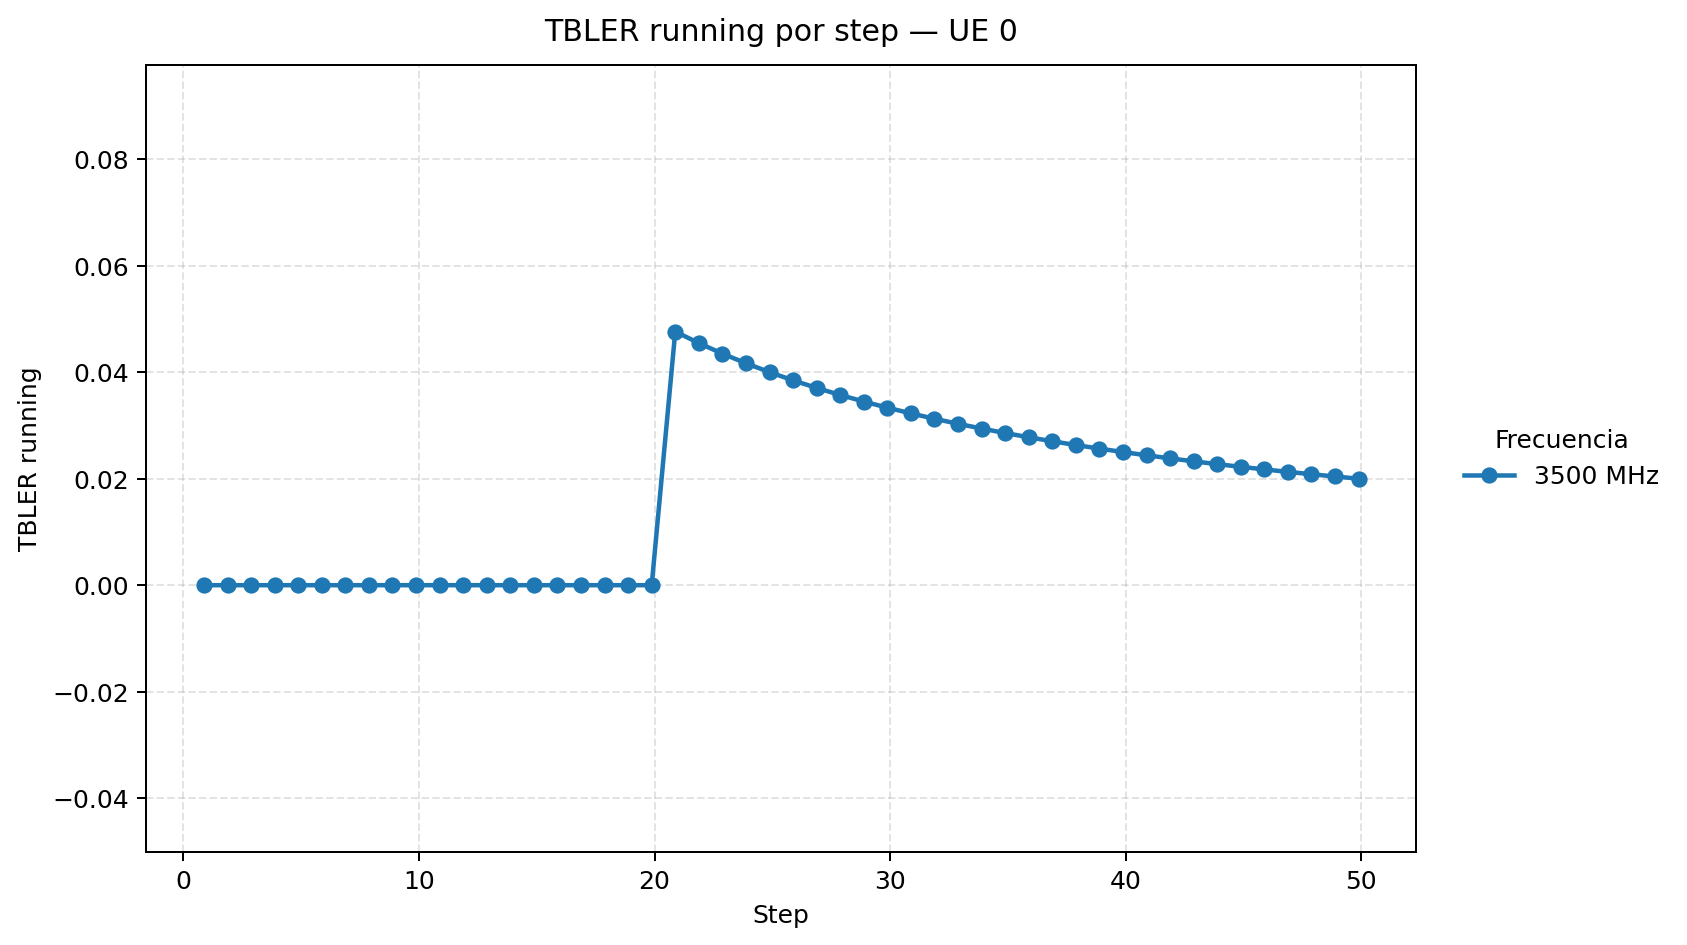 TBLER running por step — UE 0
TBLER running
0.08
0.06
0.04
0.02
0.00
−0.02
−0.04
0 10 20 30 40 50
Step
Frecuencia
3500 MHz